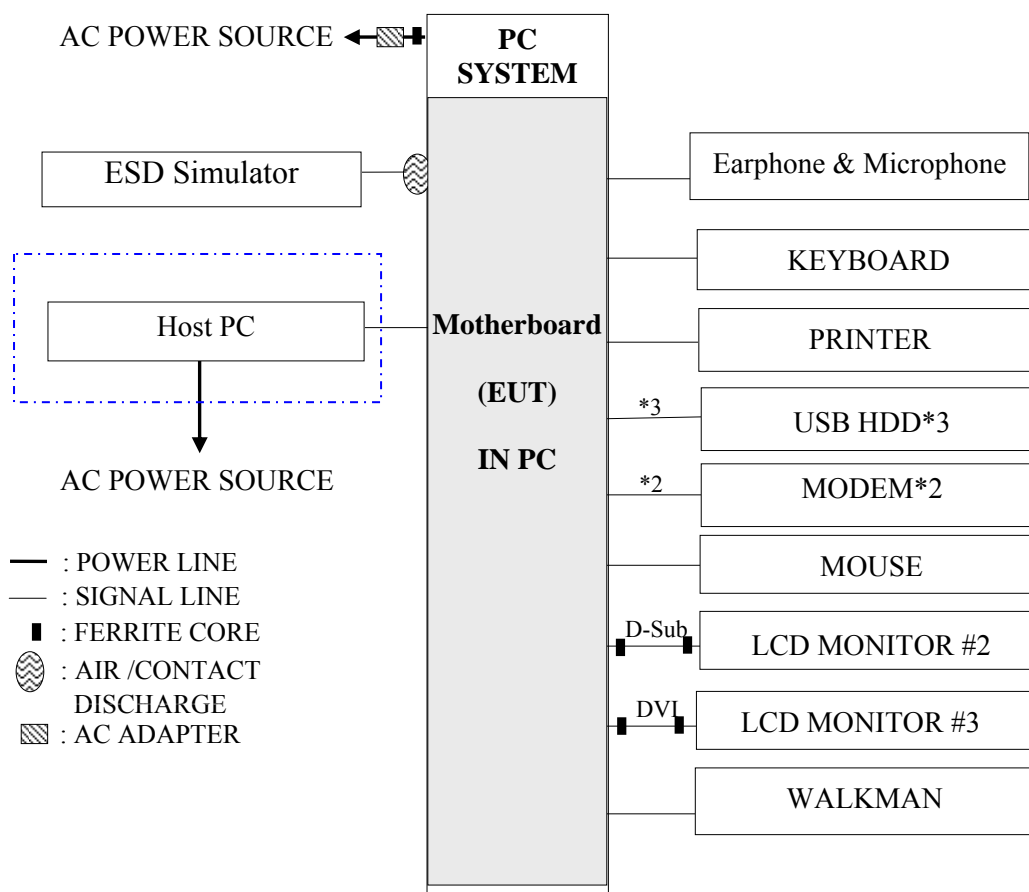 AC POWER SOURCE
PC
SYSTEM
ESD Simulator
Host PC
AC POWER SOURCE
: POWER LINE
: SIGNAL LINE
: FERRITE CORE
: AIR /CONTACT
DISCHARGE
: AC ADAPTER
Motherboard
(EUT)
IN PC
Earphone & Microphone
KEYBOARD
PRINTER
*3
USB HDD*3
*2
MODEM*2
MOUSE
D-Sub
LCD MONITOR #2
DVI
LCD MONITOR #3
WALKMAN